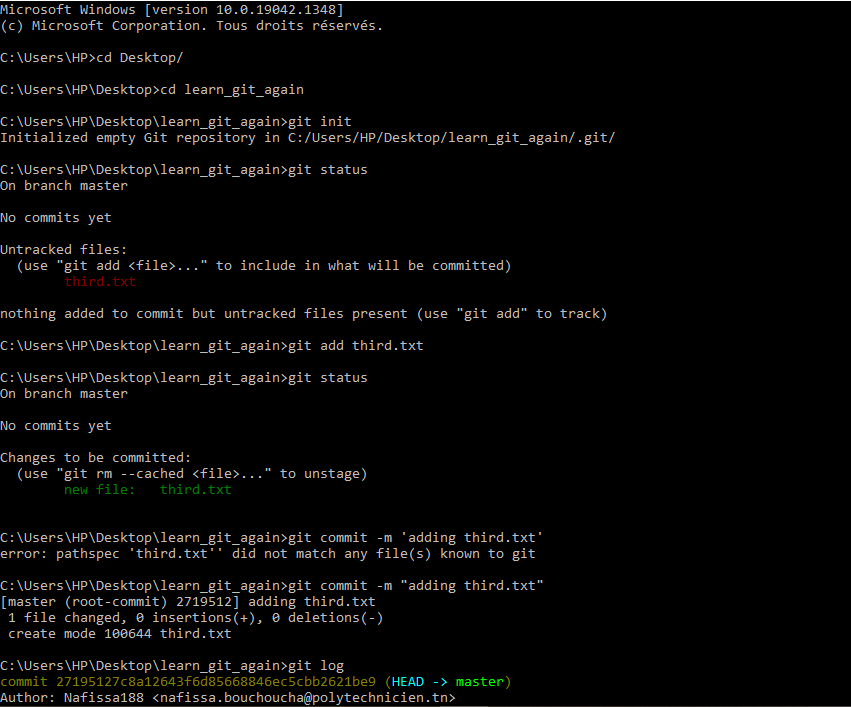 Microsoft Windows [version 10.0.19042.1348]
(c) Microsoft Corporation. Tous droits réservés.
C:\Users\HP>cd Desktop/
C:\Users\HP\Desktop>cd learn_git_again
C:\Users\HP\Desktop\learn_git_again>git init
Initialized empty Git repository in C:/Users/HP/Desktop/learn_git_again/.git/
C:\Users\HP\Desktop\learn_git_again>git status
On branch master
No commits yet
Untracked files:
  (use "git add <file>..." to include in what will be committed)
        third.txt
nothing added to commit but untracked files present (use "git add" to track)
C:\Users\HP\Desktop\learn_git_again>git add third.txt
C:\Users\HP\Desktop\learn_git_again>git status
On branch master
No commits yet
Changes to be committed:
  (use "git rm --cached <file>..." to unstage)
        new file:   third.txt
C:\Users\HP\Desktop\learn_git_again>git commit -m 'adding third.txt'
error: pathspec 'third.txt'' did not match any file(s) known to git
C:\Users\HP\Desktop\learn_git_again>git commit -m "adding third.txt"
[master (root-commit) 2719512] adding third.txt
 1 file changed, 0 insertions(+), 0 deletions(-)
 create mode 100644 third.txt
C:\Users\HP\Desktop\learn_git_again>git log
commit 27195127c8a12643f6d85668846ec5cbb2621be9 (HEAD -> master)
Author: Nafissa188 <nafissa.bouchoucha@polytechnicien.tn>